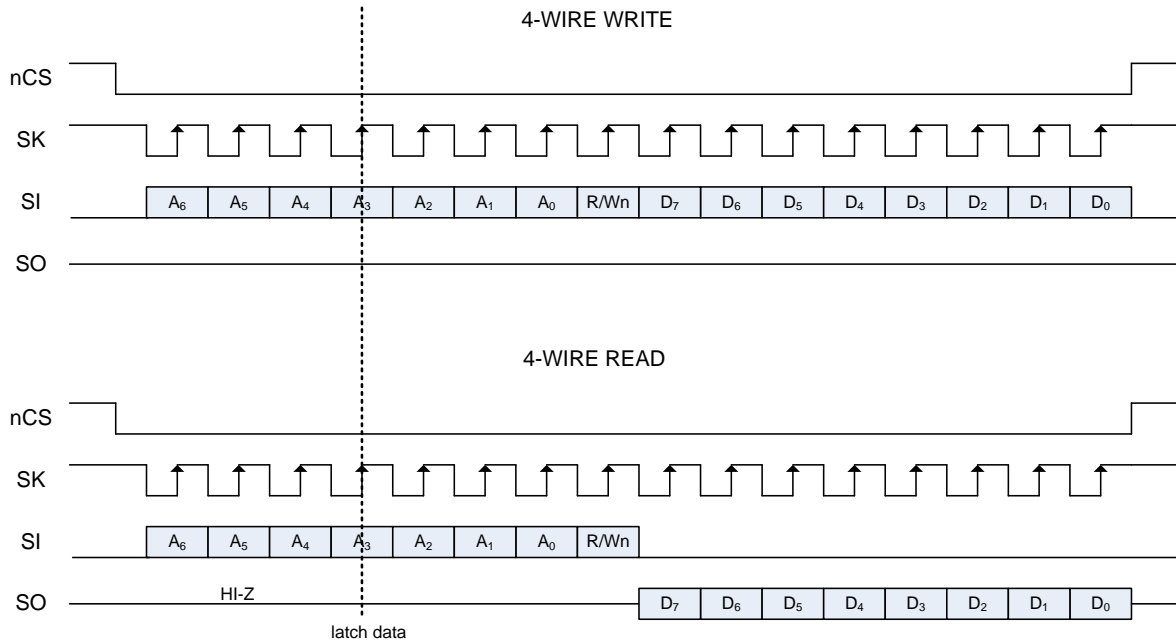 4-WIRE WRITE
nCS
SK
SI A₆ A₅ A₄ A₃ A₂ A₁ A₀ R/Wn D₇ D₆ D₅ D₄ D₃ D₂ D₁ D₀
SO
4-WIRE READ
nCS
SK
SI A₆ A₅ A₄ A₃ A₂ A₁ A₀ R/Wn
SO HI-Z D₇ D₆ D₅ D₄ D₃ D₂ D₁ D₀
latch data